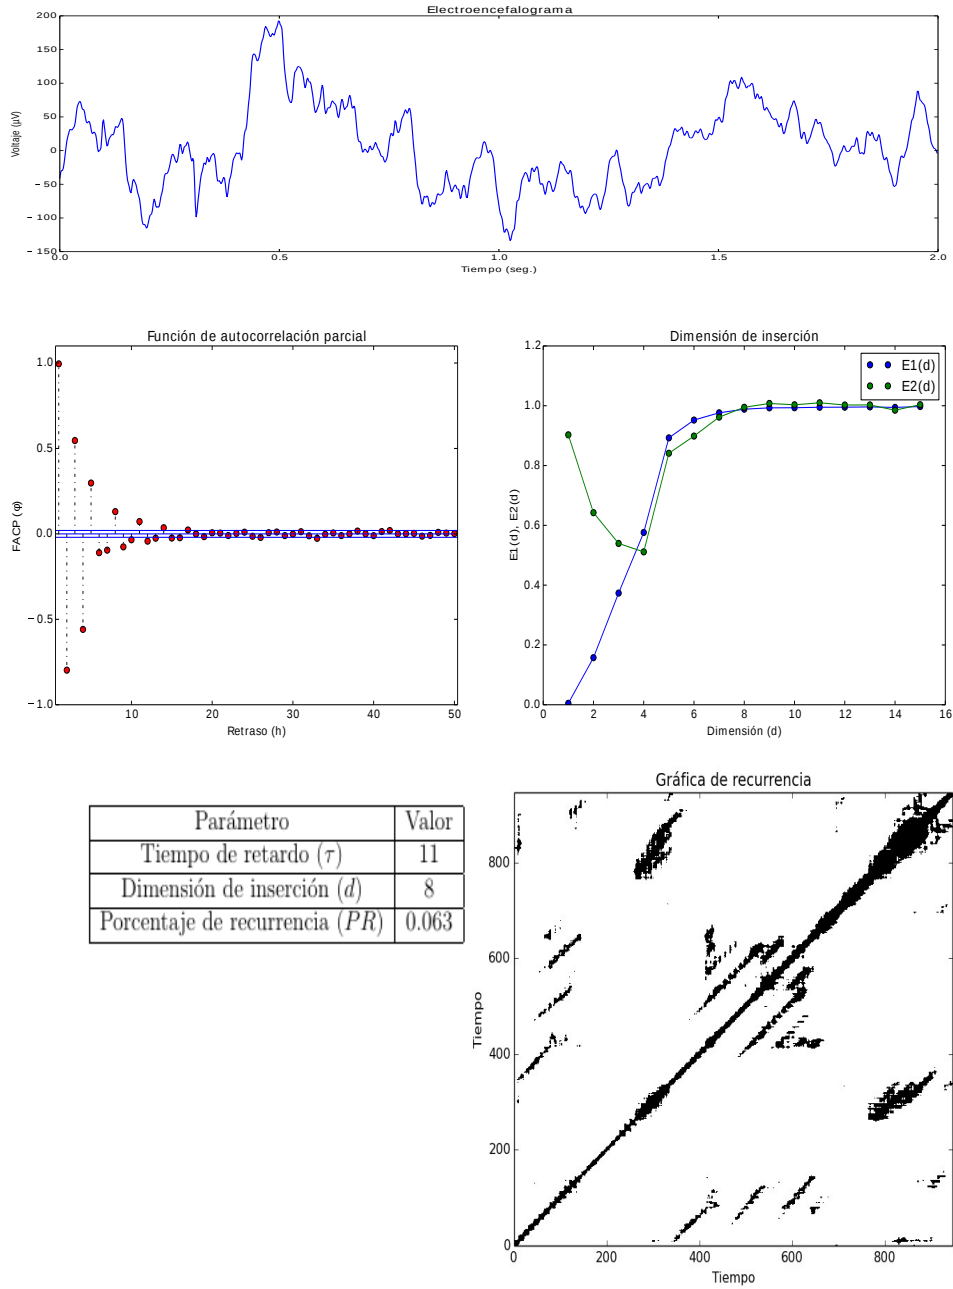 Electroencefalograma
200
150
100
50
0
−50
−100
−150
Voltaje (μV)
0.0 0.5 1.0 1.5 2.0
Tiempo (seg.)
Función de autocorrelación parcial
1.0
0.5
0.0
−0.5
−1.0
FACP (φ)
10 20 30 40 50
Retraso (h)
Dimensión de inserción
1.2
1.0
0.8
0.6
0.4
0.2
0.0
E1(d), E2(d)
E1(d)
E2(d)
0 2 4 6 8 10 12 14 16
Dimensión (d)
Parámetro Valor
Tiempo de retardo (τ) 11
Dimensión de inserción (d) 8
Porcentaje de recurrencia (PR) 0.063
Gráfica de recurrencia
800
600
400
200
0
Tiempo
0 200 400 600 800
Tiempo